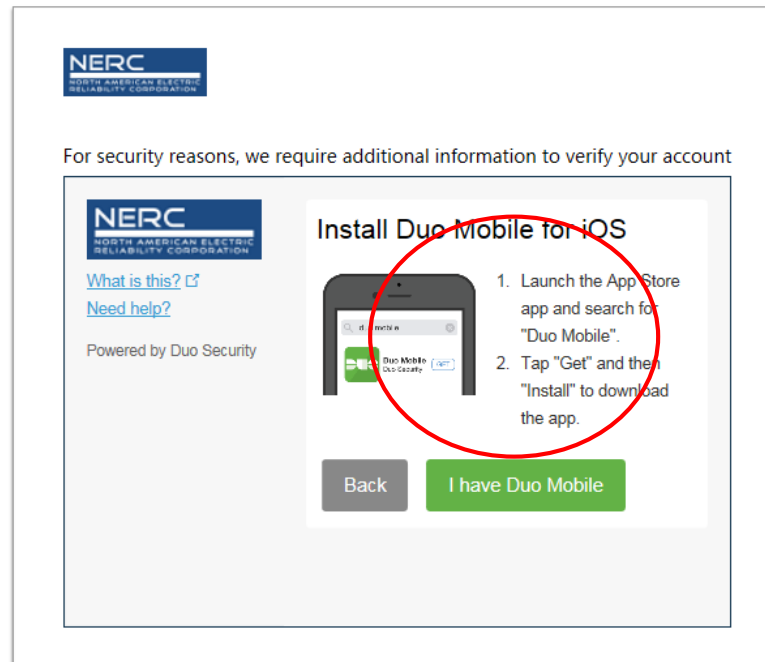 NERC
NORTH AMERICAN ELECTRIC
RELIABILITY CORPORATION
For security reasons, we require additional information to verify your account
NERC
NORTH AMERICAN ELECTRIC
RELIABILITY CORPORATION
What is this?
Need help?
Powered by Duo Security
Install Duo Mobile for iOS
duo mobile
Duo Mobile
Duo Security
GET
1. Launch the App Store
app and search for
"Duo Mobile".
2. Tap "Get" and then
"Install" to download
the app.
Back
I have Duo Mobile